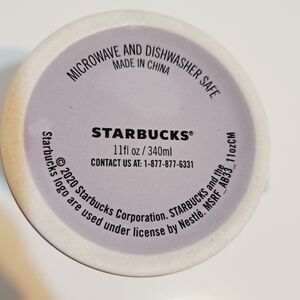 MICROWAVE AND DISHWASHER SAFE
MADE IN CHINA
STARBUCKS®
11fl oz / 340ml
CONTACT US AT: 1-877-877-6331
© 2020 Starbucks Corporation. STARBUCKS and the
Starbucks logo are used under license by Nestlé. MSRF_AB33_11ozCM